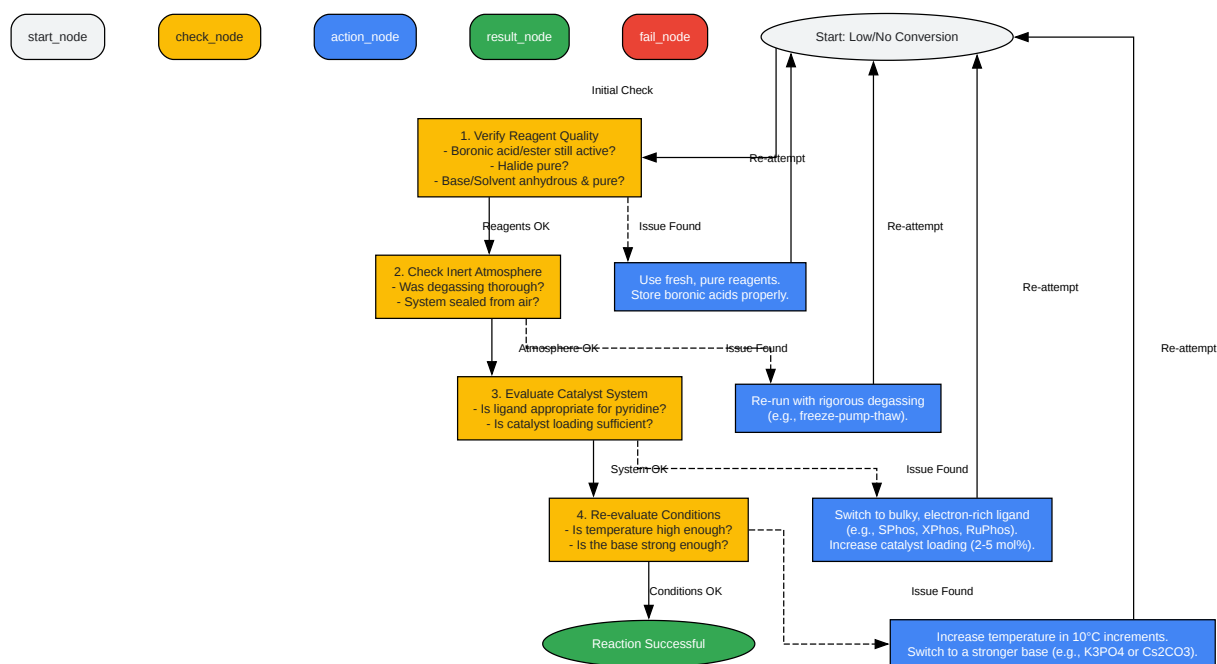 start_node
check_node
action_node
result_node
fail_node
Start: Low/No Conversion
Initial Check
1. Verify Reagent Quality
- Boronic acid/ester still active?
- Halide pure?
- Base/Solvent anhydrous & pure?
Re-attempt
Reagents OK
Issue Found
Re-attempt
2. Check Inert Atmosphere
- Was degassing thorough?
- System sealed from air?
Use fresh, pure reagents.
Store boronic acids properly.
Re-attempt
Atmosphere OK
Issue Found
Re-attempt
3. Evaluate Catalyst System
- Is ligand appropriate for pyridine?
- Is catalyst loading sufficient?
Re-run with rigorous degassing
(e.g., freeze-pump-thaw).
System OK
Issue Found
4. Re-evaluate Conditions
- Is temperature high enough?
- Is the base strong enough?
Switch to bulky, electron-rich ligand
(e.g., SPhos, XPhos, RuPhos).
Increase catalyst loading (2-5 mol%).
Conditions OK
Issue Found
Reaction Successful
Increase temperature in 10°C increments.
Switch to a stronger base (e.g., K3PO4 or Cs2CO3).